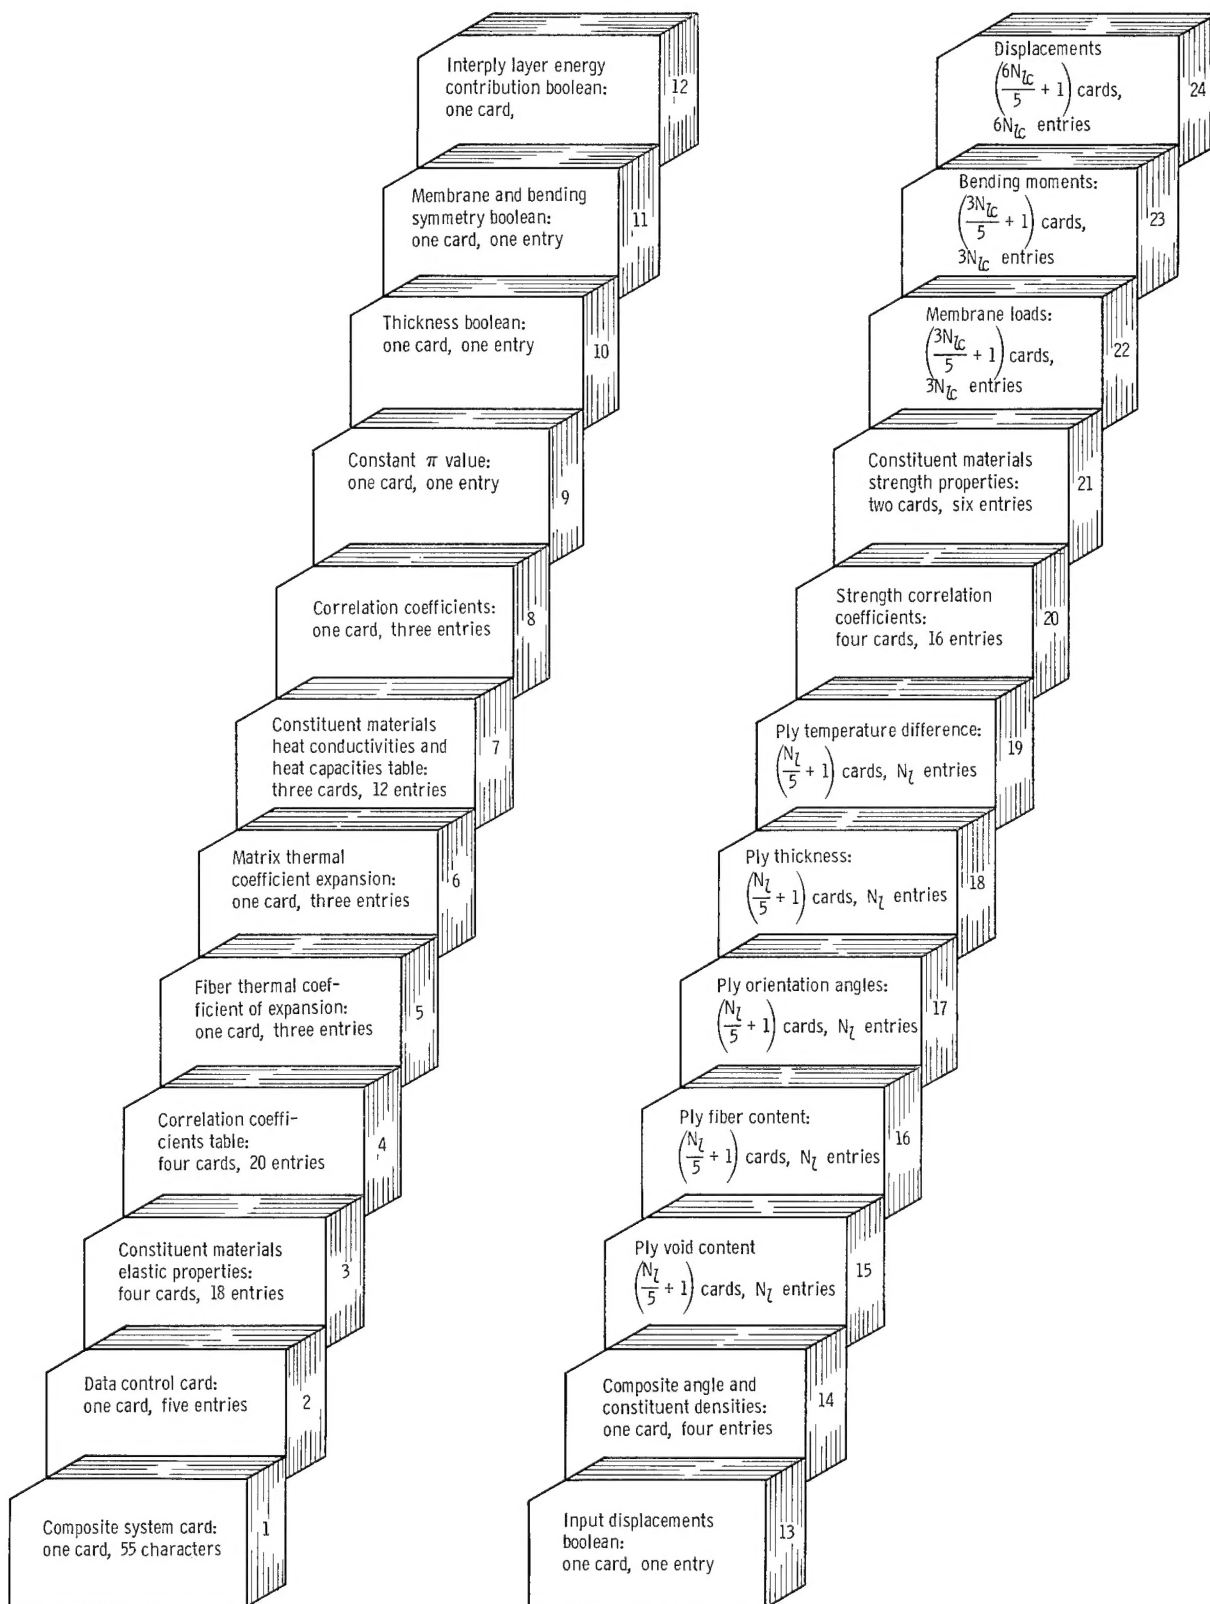 Interply layer energy
contribution boolean:
one card,
12
Membrane and bending
symmetry boolean:
one card, one entry
11
Thickness boolean:
one card, one entry
10
Constant π value:
one card, one entry
9
Correlation coefficients:
one card, three entries
8
Constituent materials
heat conductivities and
heat capacities table:
three cards, 12 entries
7
Matrix thermal
coefficient expansion:
one card, three entries
6
Fiber thermal coef-
ficient of expansion:
one card, three entries
5
Correlation coeffi-
cients table:
four cards, 20 entries
4
Constituent materials
elastic properties:
four cards, 18 entries
3
Data control card:
one card, five entries
2
Composite system card:
one card, 55 characters
1
Displacements
(6N_lc/5 + 1) cards,
6N_lc entries
24
Bending moments:
(3N_lc/5 + 1) cards,
3N_lc entries
23
Membrane loads:
(3N_lc/5 + 1) cards,
3N_lc entries
22
Constituent materials
strength properties:
two cards, six entries
21
Strength correlation
coefficients:
four cards, 16 entries
20
Ply temperature difference:
(N_l/5 + 1) cards, N_l entries
19
Ply thickness:
(N_l/5 + 1) cards, N_l entries
18
Ply orientation angles:
(N_l/5 + 1) cards, N_l entries
17
Ply fiber content:
(N_l/5 + 1) cards, N_l entries
16
Ply void content
(N_l/5 + 1) cards, N_l entries
15
Composite angle and
constituent densities:
one card, four entries
14
Input displacements
boolean:
one card, one entry
13